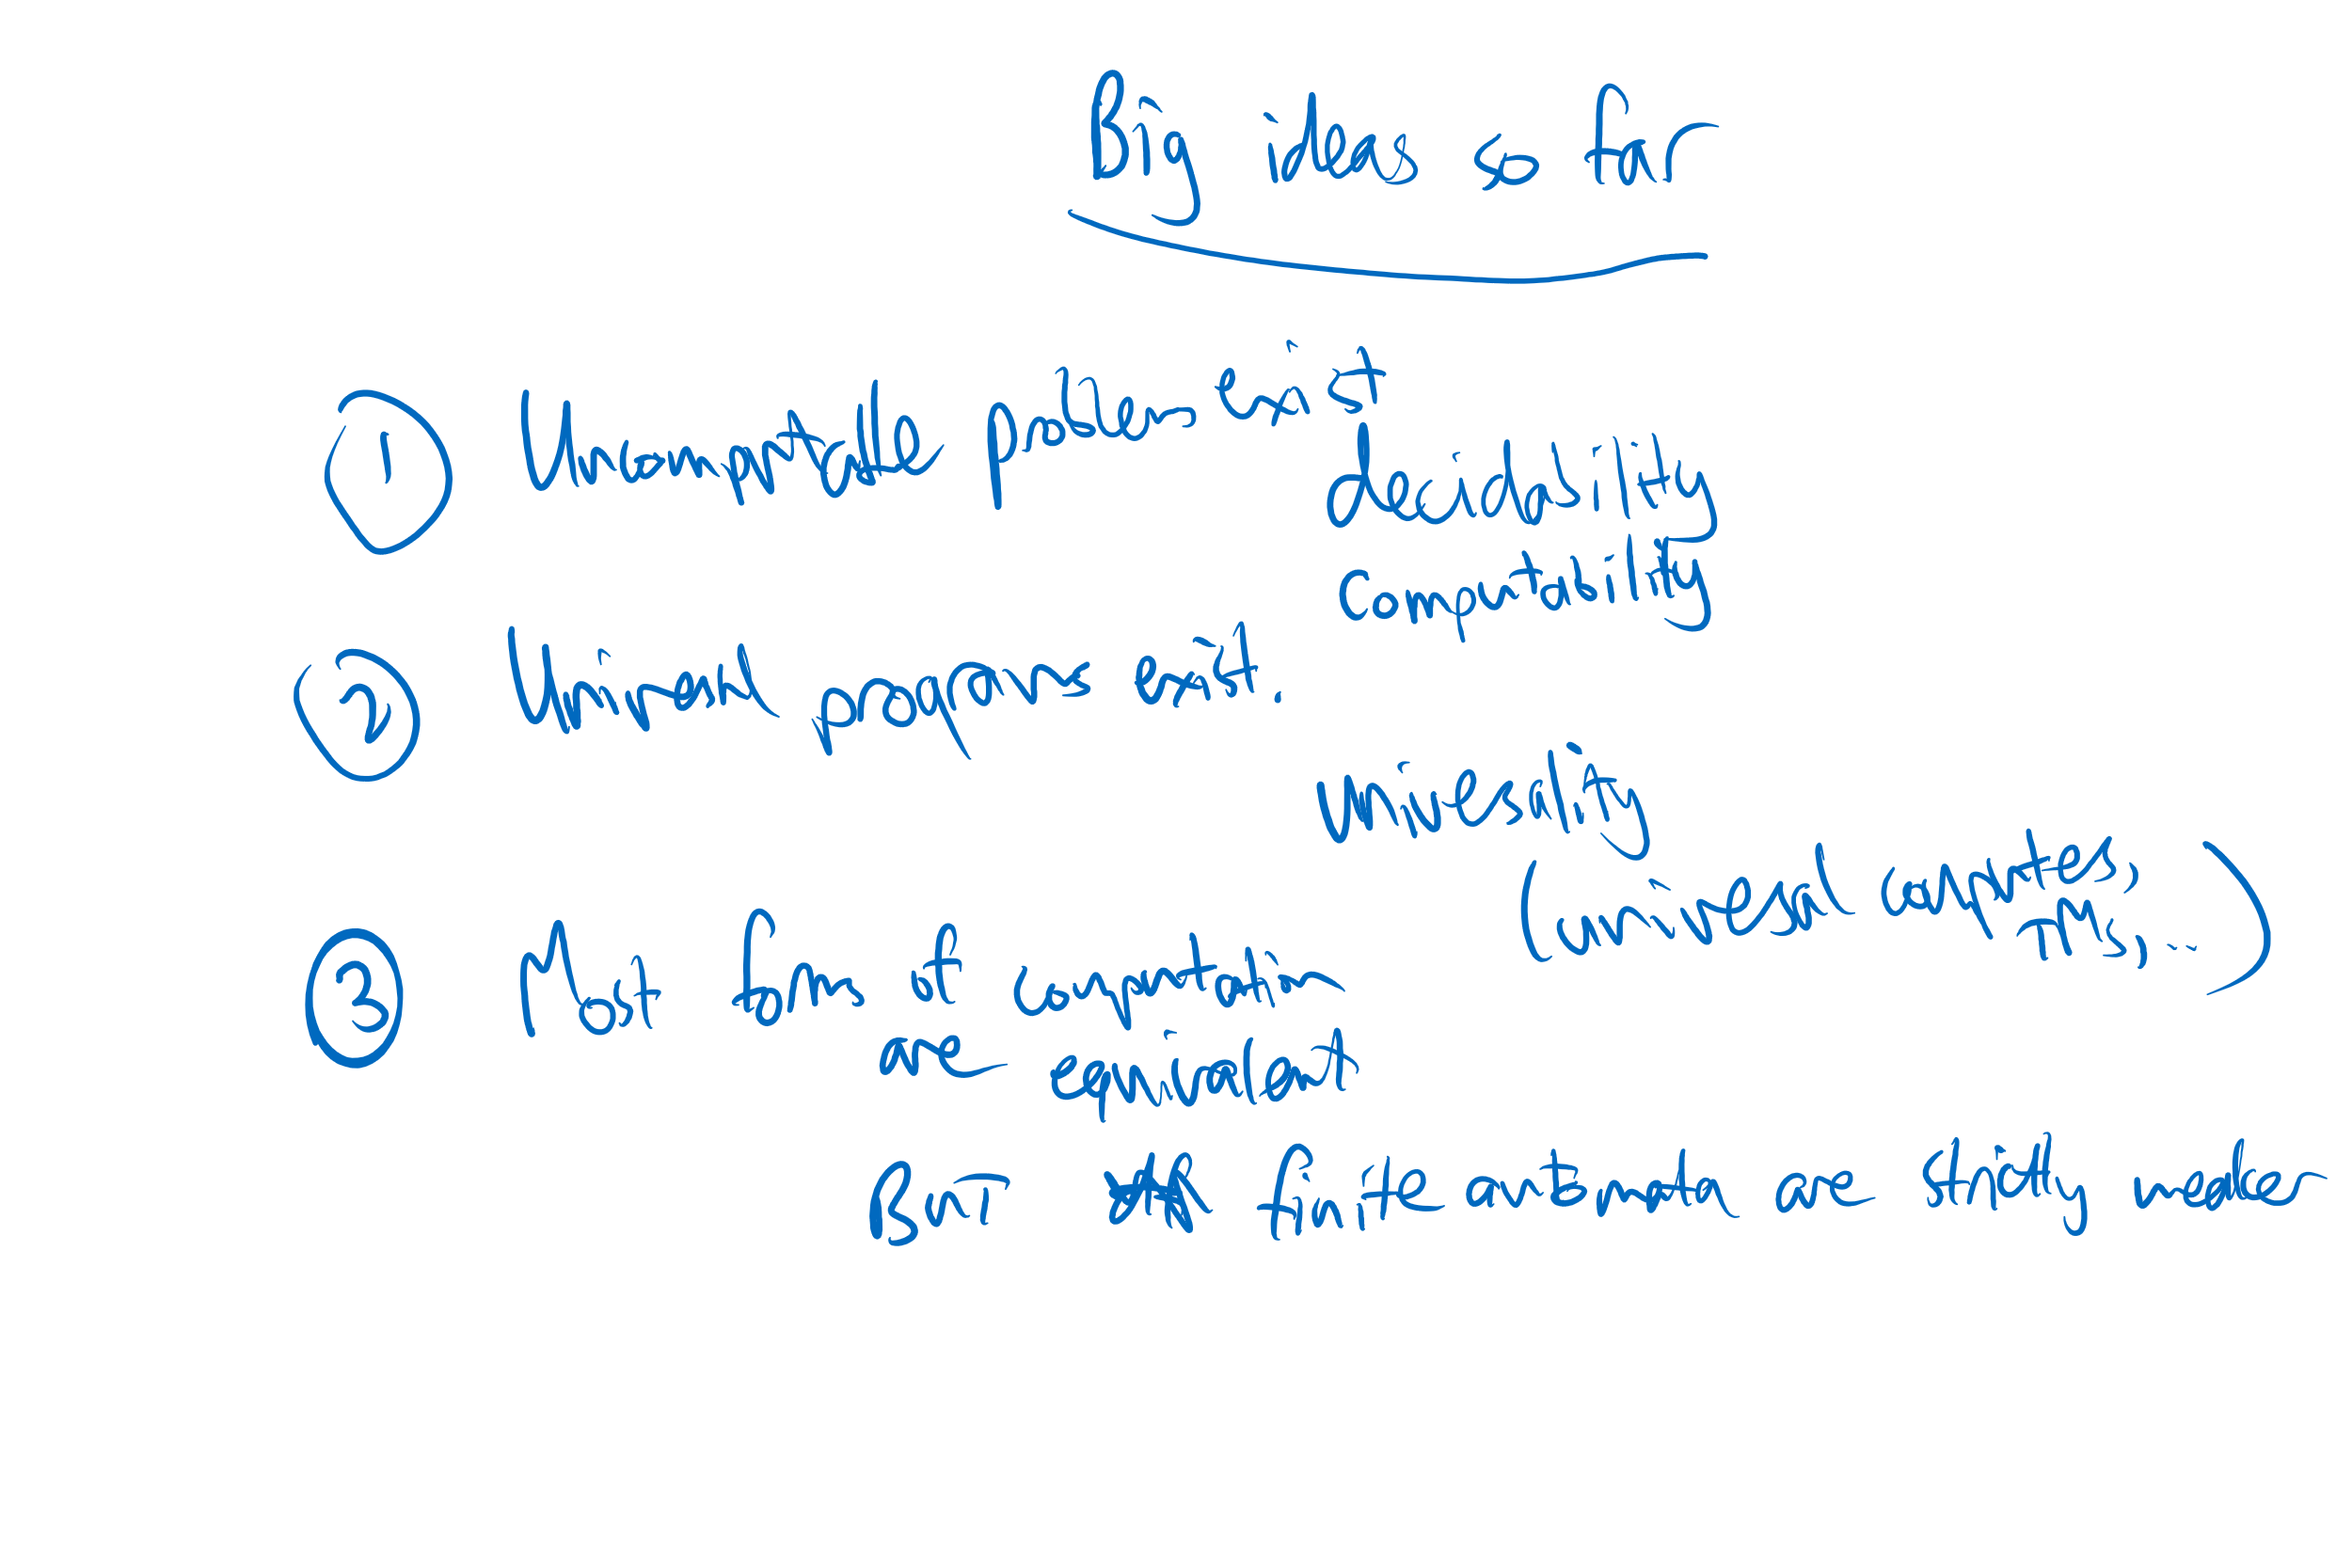 Big ideas so far
① Uncomputable problems exist
decidability
computability
② Universal programs exist.
universality
(universal computers,
TMs, ...)
③ Most forms of computation
are equivalent
BUT finite automata are strictly weaker